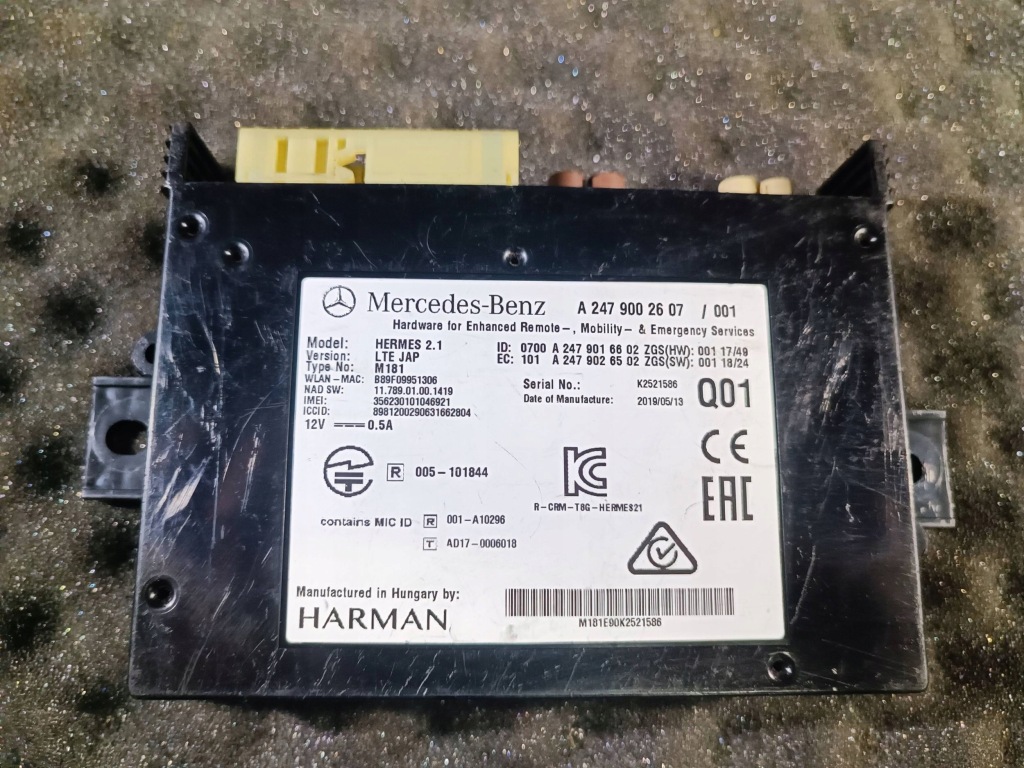 Mercedes-Benz A 247 900 26 07 / 001
Hardware for Enhanced Remote-, Mobility- & Emergency Services
Model: HERMES 2.1 ID: 0700 A 247 901 66 02 ZGS(HW): 001 17/49
Version: LTE JAP EC: 101 A 247 902 65 02 ZGS(SW): 001 18/24
Type No: M181
WLAN-MAC: B89F09951306 Serial No.: K2521586 Q01
NAD SW: 11.789.01.00.1419 Date of Manufacture: 2019/05/13
IMEI: 356230101046921
ICCID: 8981200290631662804
12V 0.5A
CE
R 005-101844
EAC
R-CRM-T8G-HERMES21
contains MIC ID R 001-A10296
T AD17-0006018
Manufactured in Hungary by:
HARMAN
M181E90K2521586